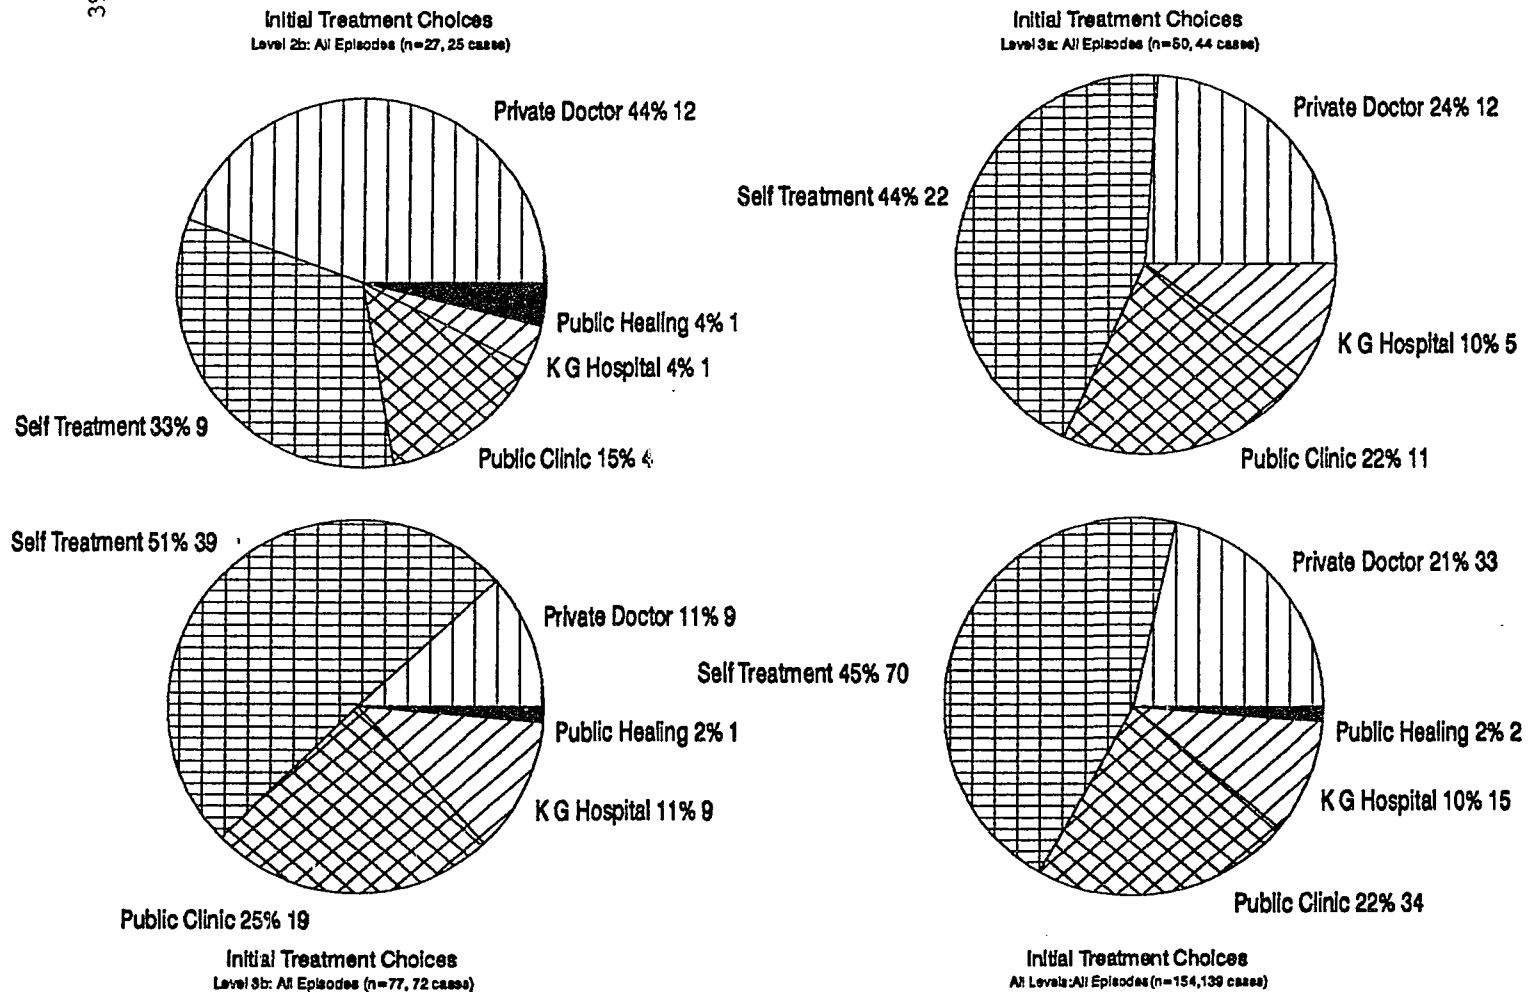 39
Initial Treatment Choices
Level 2b: All Episodes (n=27, 25 cases)
Private Doctor 44% 12
Public Healing 4% 1
K G Hospital 4% 1
Public Clinic 15% 4
Self Treatment 33% 9
Initial Treatment Choices
Level 3a: All Episodes (n=50, 44 cases)
Private Doctor 24% 12
Self Treatment 44% 22
K G Hospital 10% 5
Public Clinic 22% 11
Self Treatment 51% 39
Private Doctor 11% 9
Public Healing 2% 1
K G Hospital 11% 9
Public Clinic 25% 19
Initial Treatment Choices
Level 3b: All Episodes (n=77, 72 cases)
Private Doctor 21% 33
Self Treatment 45% 70
Public Healing 2% 2
K G Hospital 10% 15
Public Clinic 22% 34
Initial Treatment Choices
All Levels:All Episodes (n=154,139 cases)